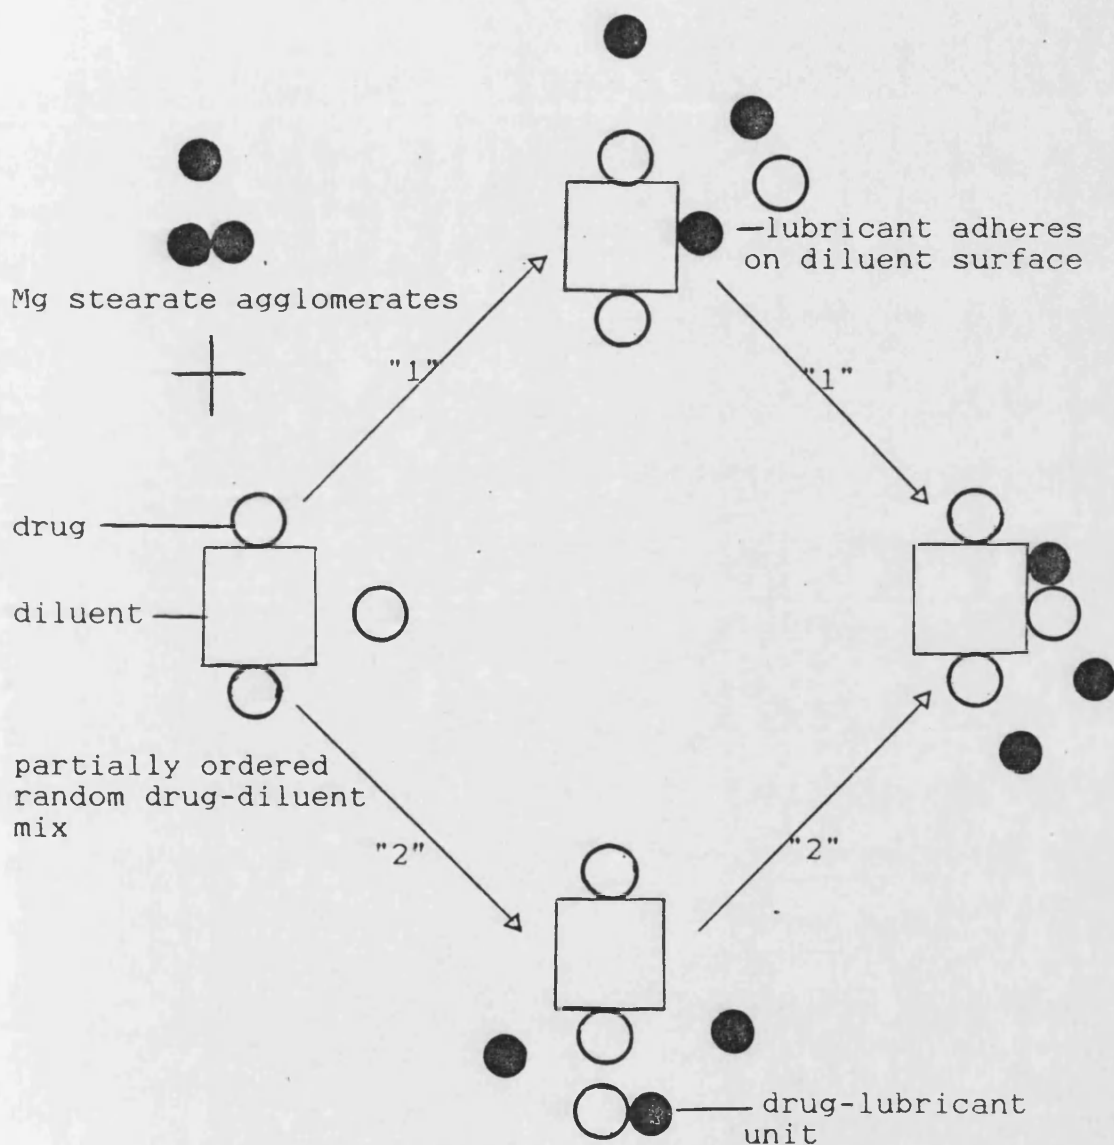 —lubricant adheres
on diluent surface
Mg stearate agglomerates
"1"
"1"
drug
diluent
partially ordered
random drug-diluent
mix
"2"
"2"
drug-lubricant
unit